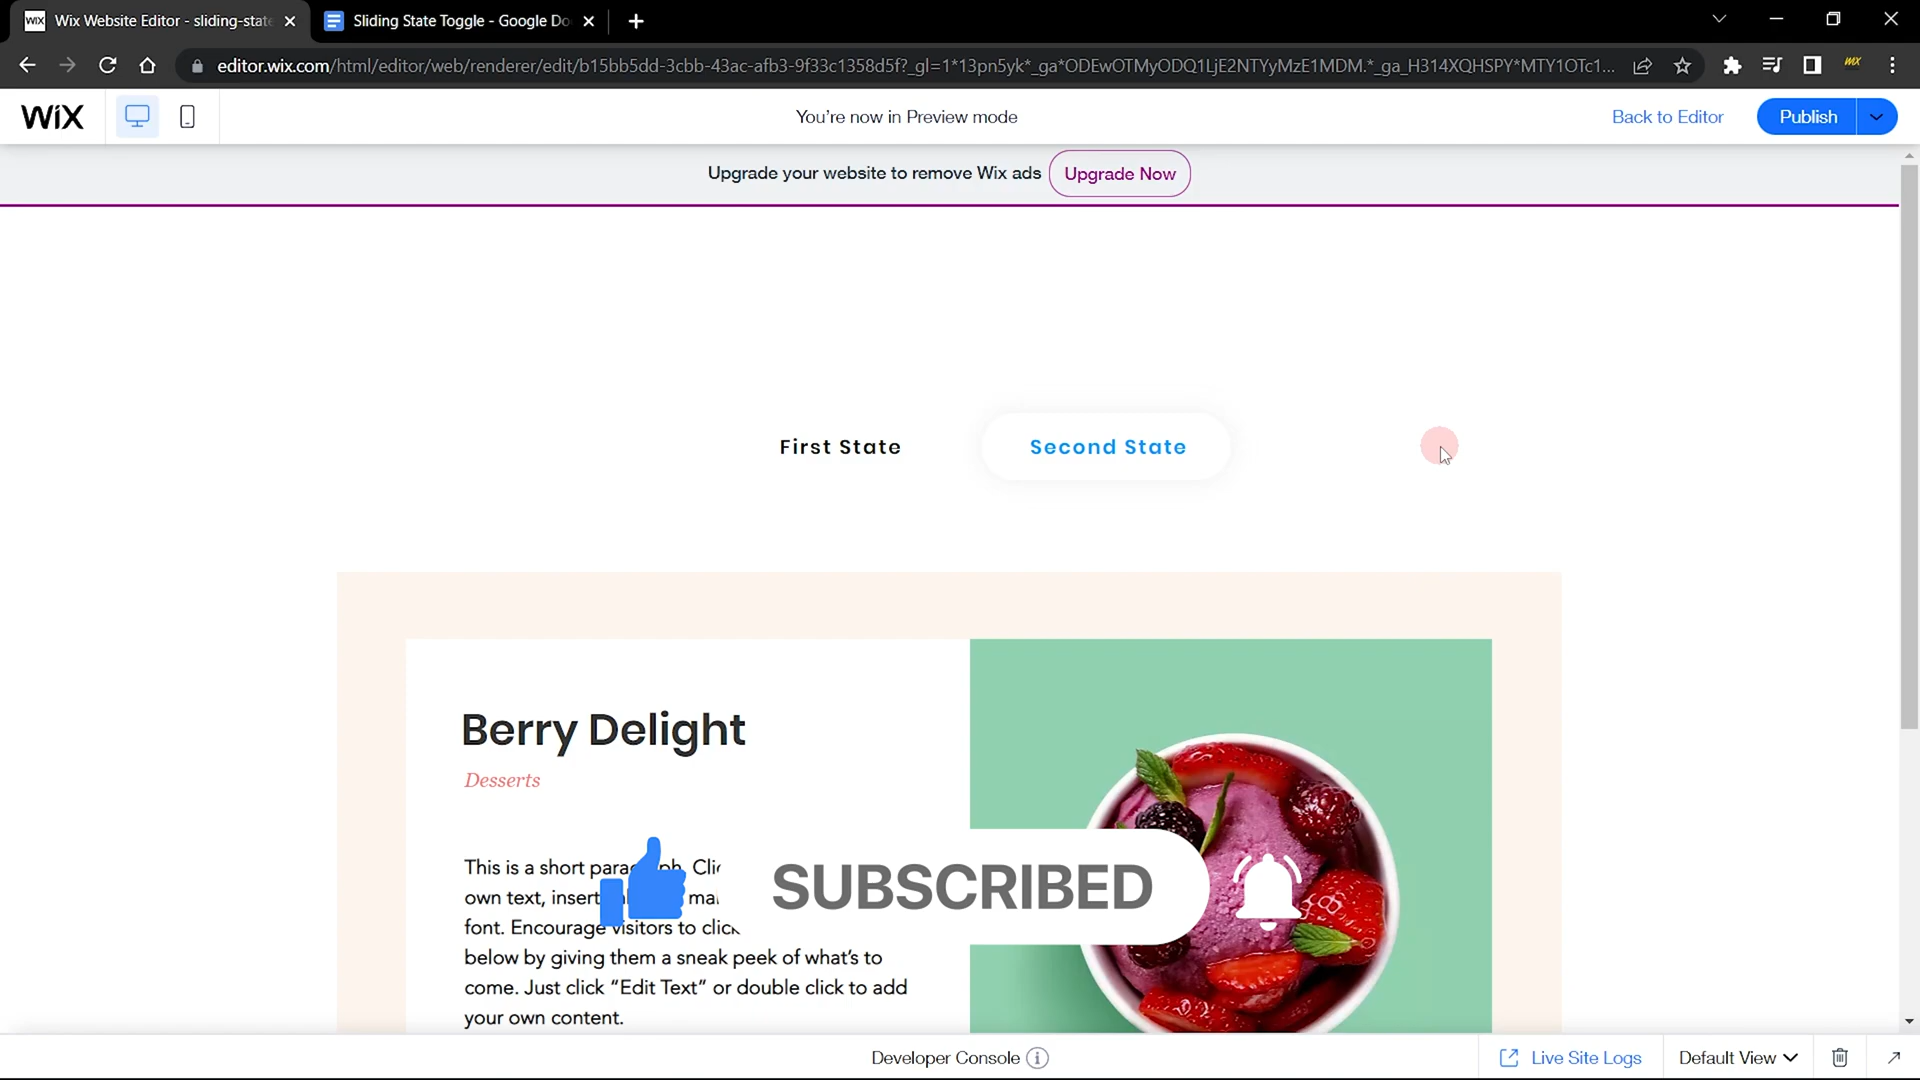 WiX Wix Website Editor - sliding-state Sliding State Toggle - Google Do
editor.wix.com/html/editor/web/renderer/edit/b15bb5dd-3cbb-43ac-afb3-9f33c1358d5f?_gl=1*13pn5yk*_ga*ODEwOTMyODQ1LjE2NTYyMzE1MDM.*_ga_H314XQHSPY*MTY1OTc1... WiX
WiX You're now in Preview mode Back to Editor Publish
Upgrade your website to remove Wix ads Upgrade Now
First State Second State
Berry Delight
Desserts
This is a short paragraph. Clic
own text, insert mal
font. Encourage visitors to click
SUBSCRIBED
below by giving them a sneak peek of what's to
come. Just click “Edit Text” or double click to add
your own content.
Developer Console Live Site Logs Default View